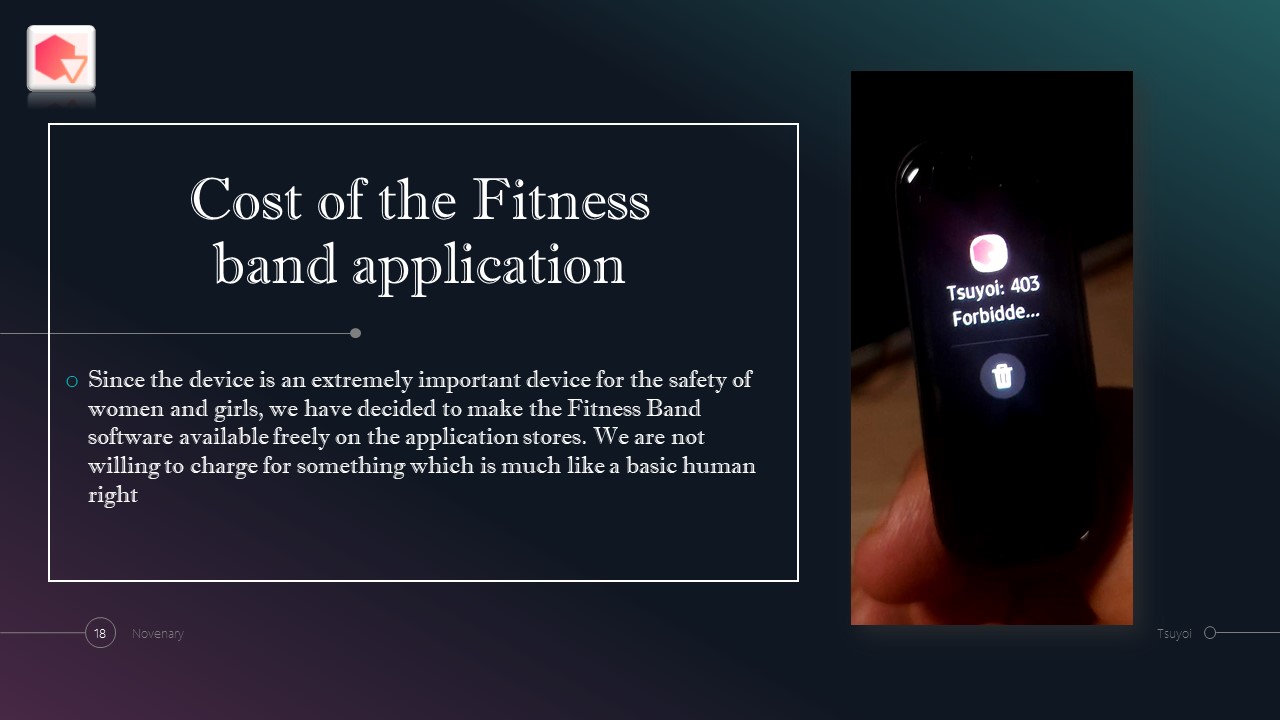 Cost of the Fitness
band application
Since the device is an extremely important device for the safety of
women and girls, we have decided to make the Fitness Band
software available freely on the application stores. We are not
willing to charge for something which is much like a basic human
right
Tsuyoi: 403
Forbidde...
18 Novenary
Tsuyoi